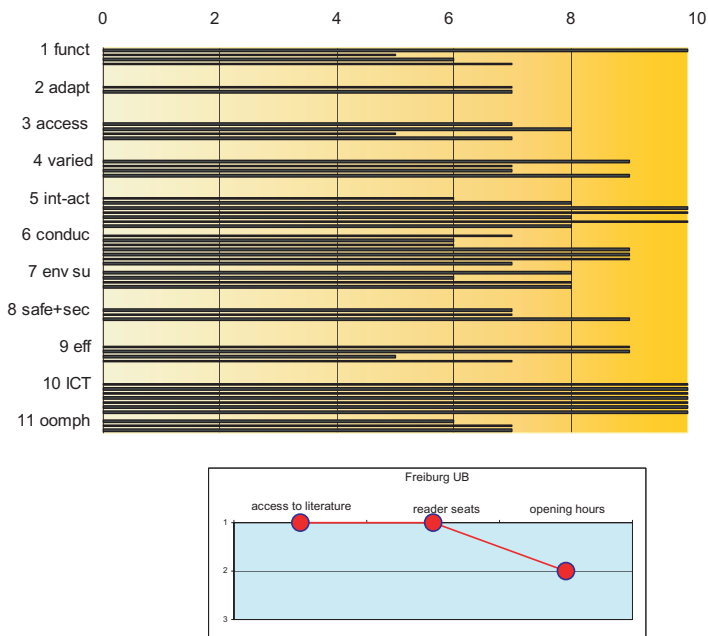 0 2 4 6 8 10
1 funct
2 adapt
3 access
4 varied
5 int-act
6 conduc
7 env su
8 safe+sec
9 eff
10 ICT
11 oomph
Freiburg UB
access to literature reader seats opening hours
1
2
3